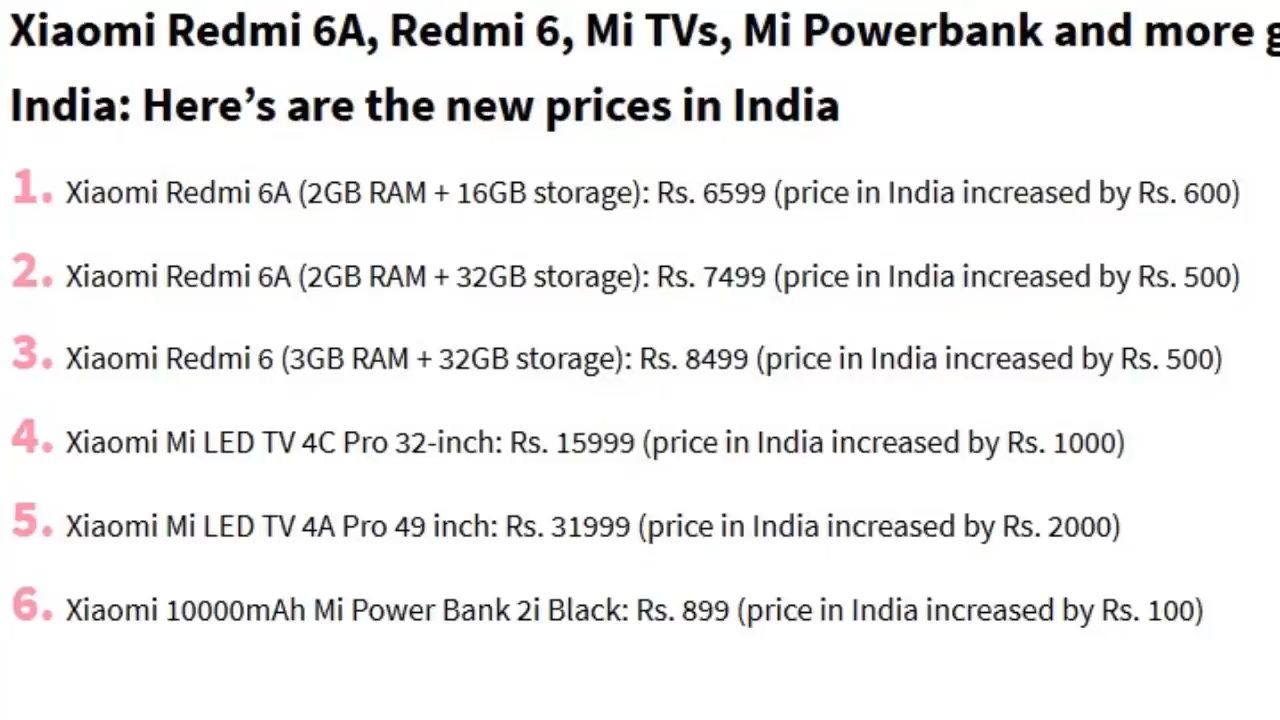 Xiaomi Redmi 6A, Redmi 6, Mi TVs, Mi Powerbank and more
India: Here’s are the new prices in India
1. Xiaomi Redmi 6A (2GB RAM + 16GB storage): Rs. 6599 (price in India increased by Rs. 600)
2. Xiaomi Redmi 6A (2GB RAM + 32GB storage): Rs. 7499 (price in India increased by Rs. 500)
3. Xiaomi Redmi 6 (3GB RAM + 32GB storage): Rs. 8499 (price in India increased by Rs. 500)
4. Xiaomi Mi LED TV 4C Pro 32-inch: Rs. 15999 (price in India increased by Rs. 1000)
5. Xiaomi Mi LED TV 4A Pro 49 inch: Rs. 31999 (price in India increased by Rs. 2000)
6. Xiaomi 10000mAh Mi Power Bank 2i Black: Rs. 899 (price in India increased by Rs. 100)